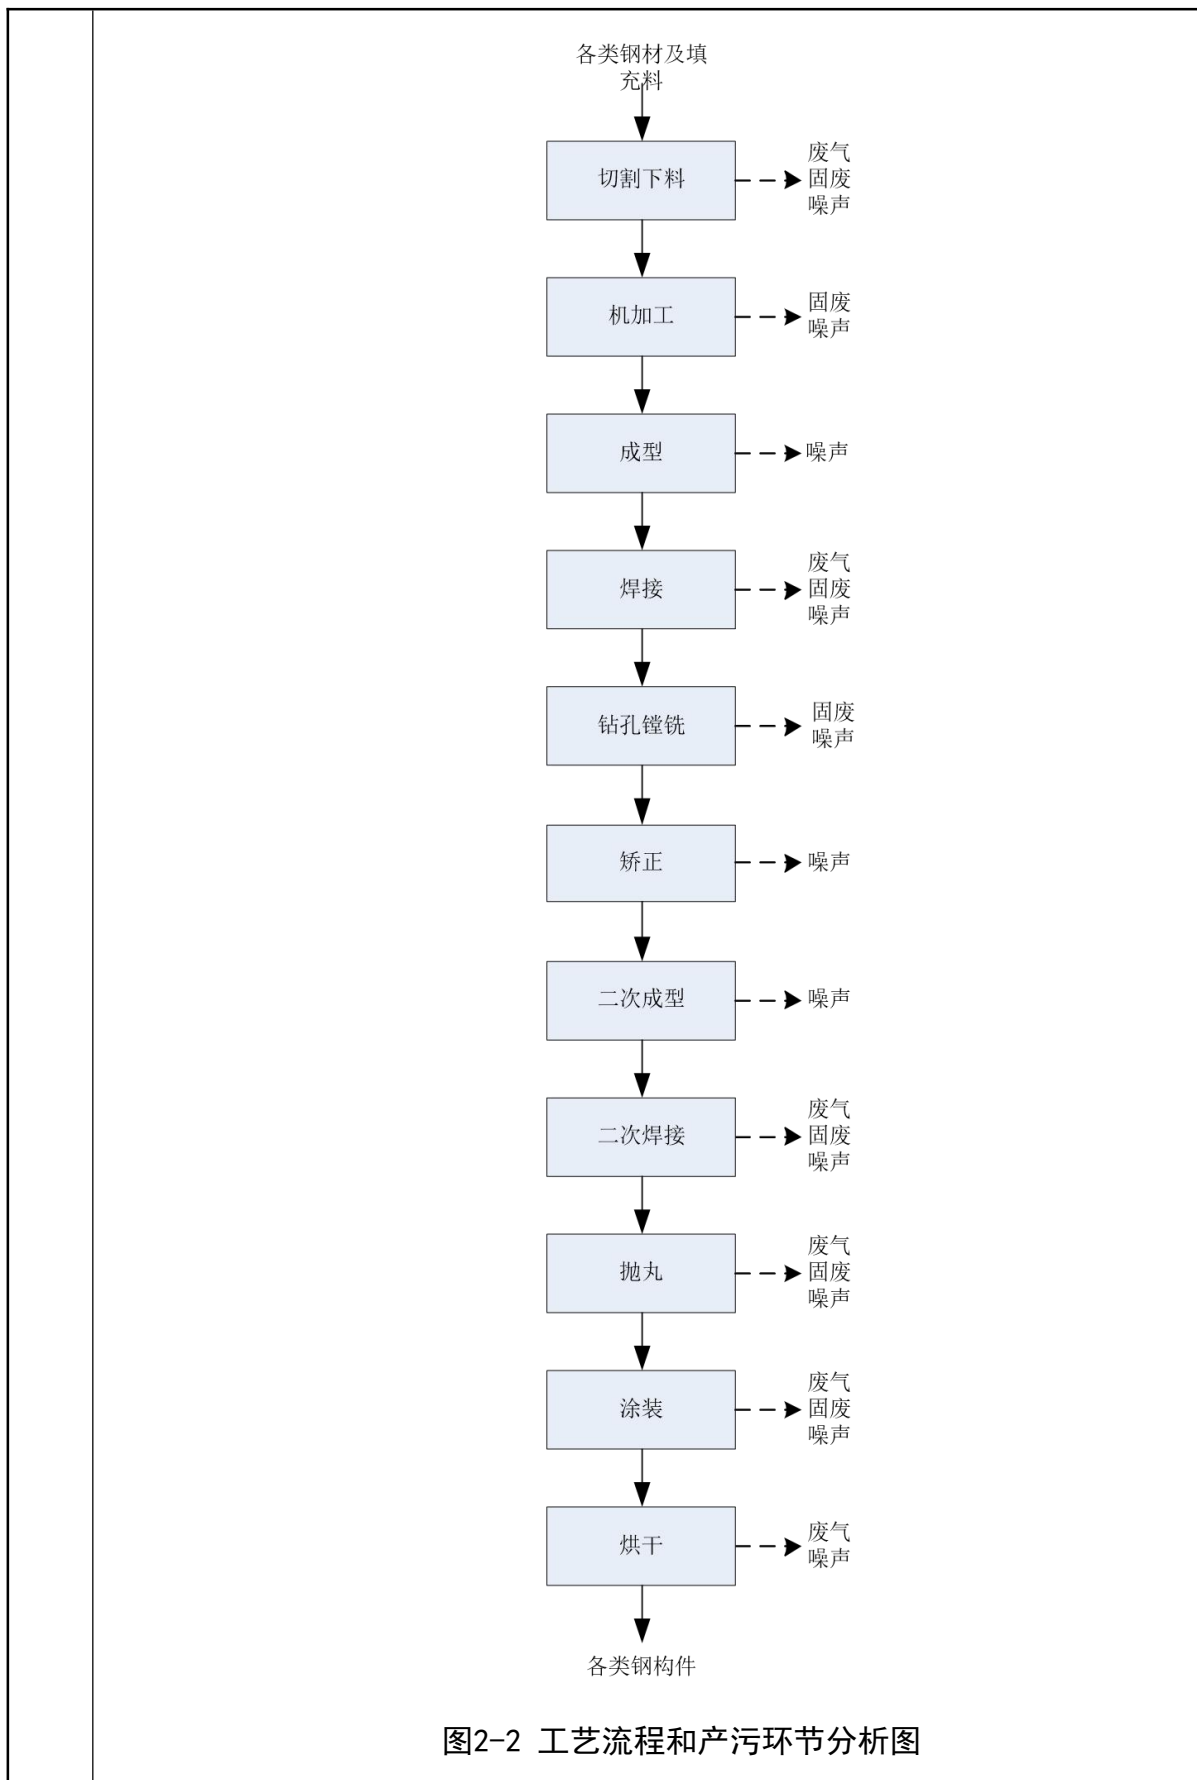 各类钢材及填
充料
切割下料
废气
固废
噪声
机加工
固废
噪声
成型
噪声
焊接
废气
固废
噪声
钻孔镗铣
固废
噪声
矫正
噪声
二次成型
噪声
二次焊接
废气
固废
噪声
抛丸
废气
固废
噪声
涂装
废气
固废
噪声
烘干
废气
噪声
各类钢构件
图2-2 工艺流程和产污环节分析图